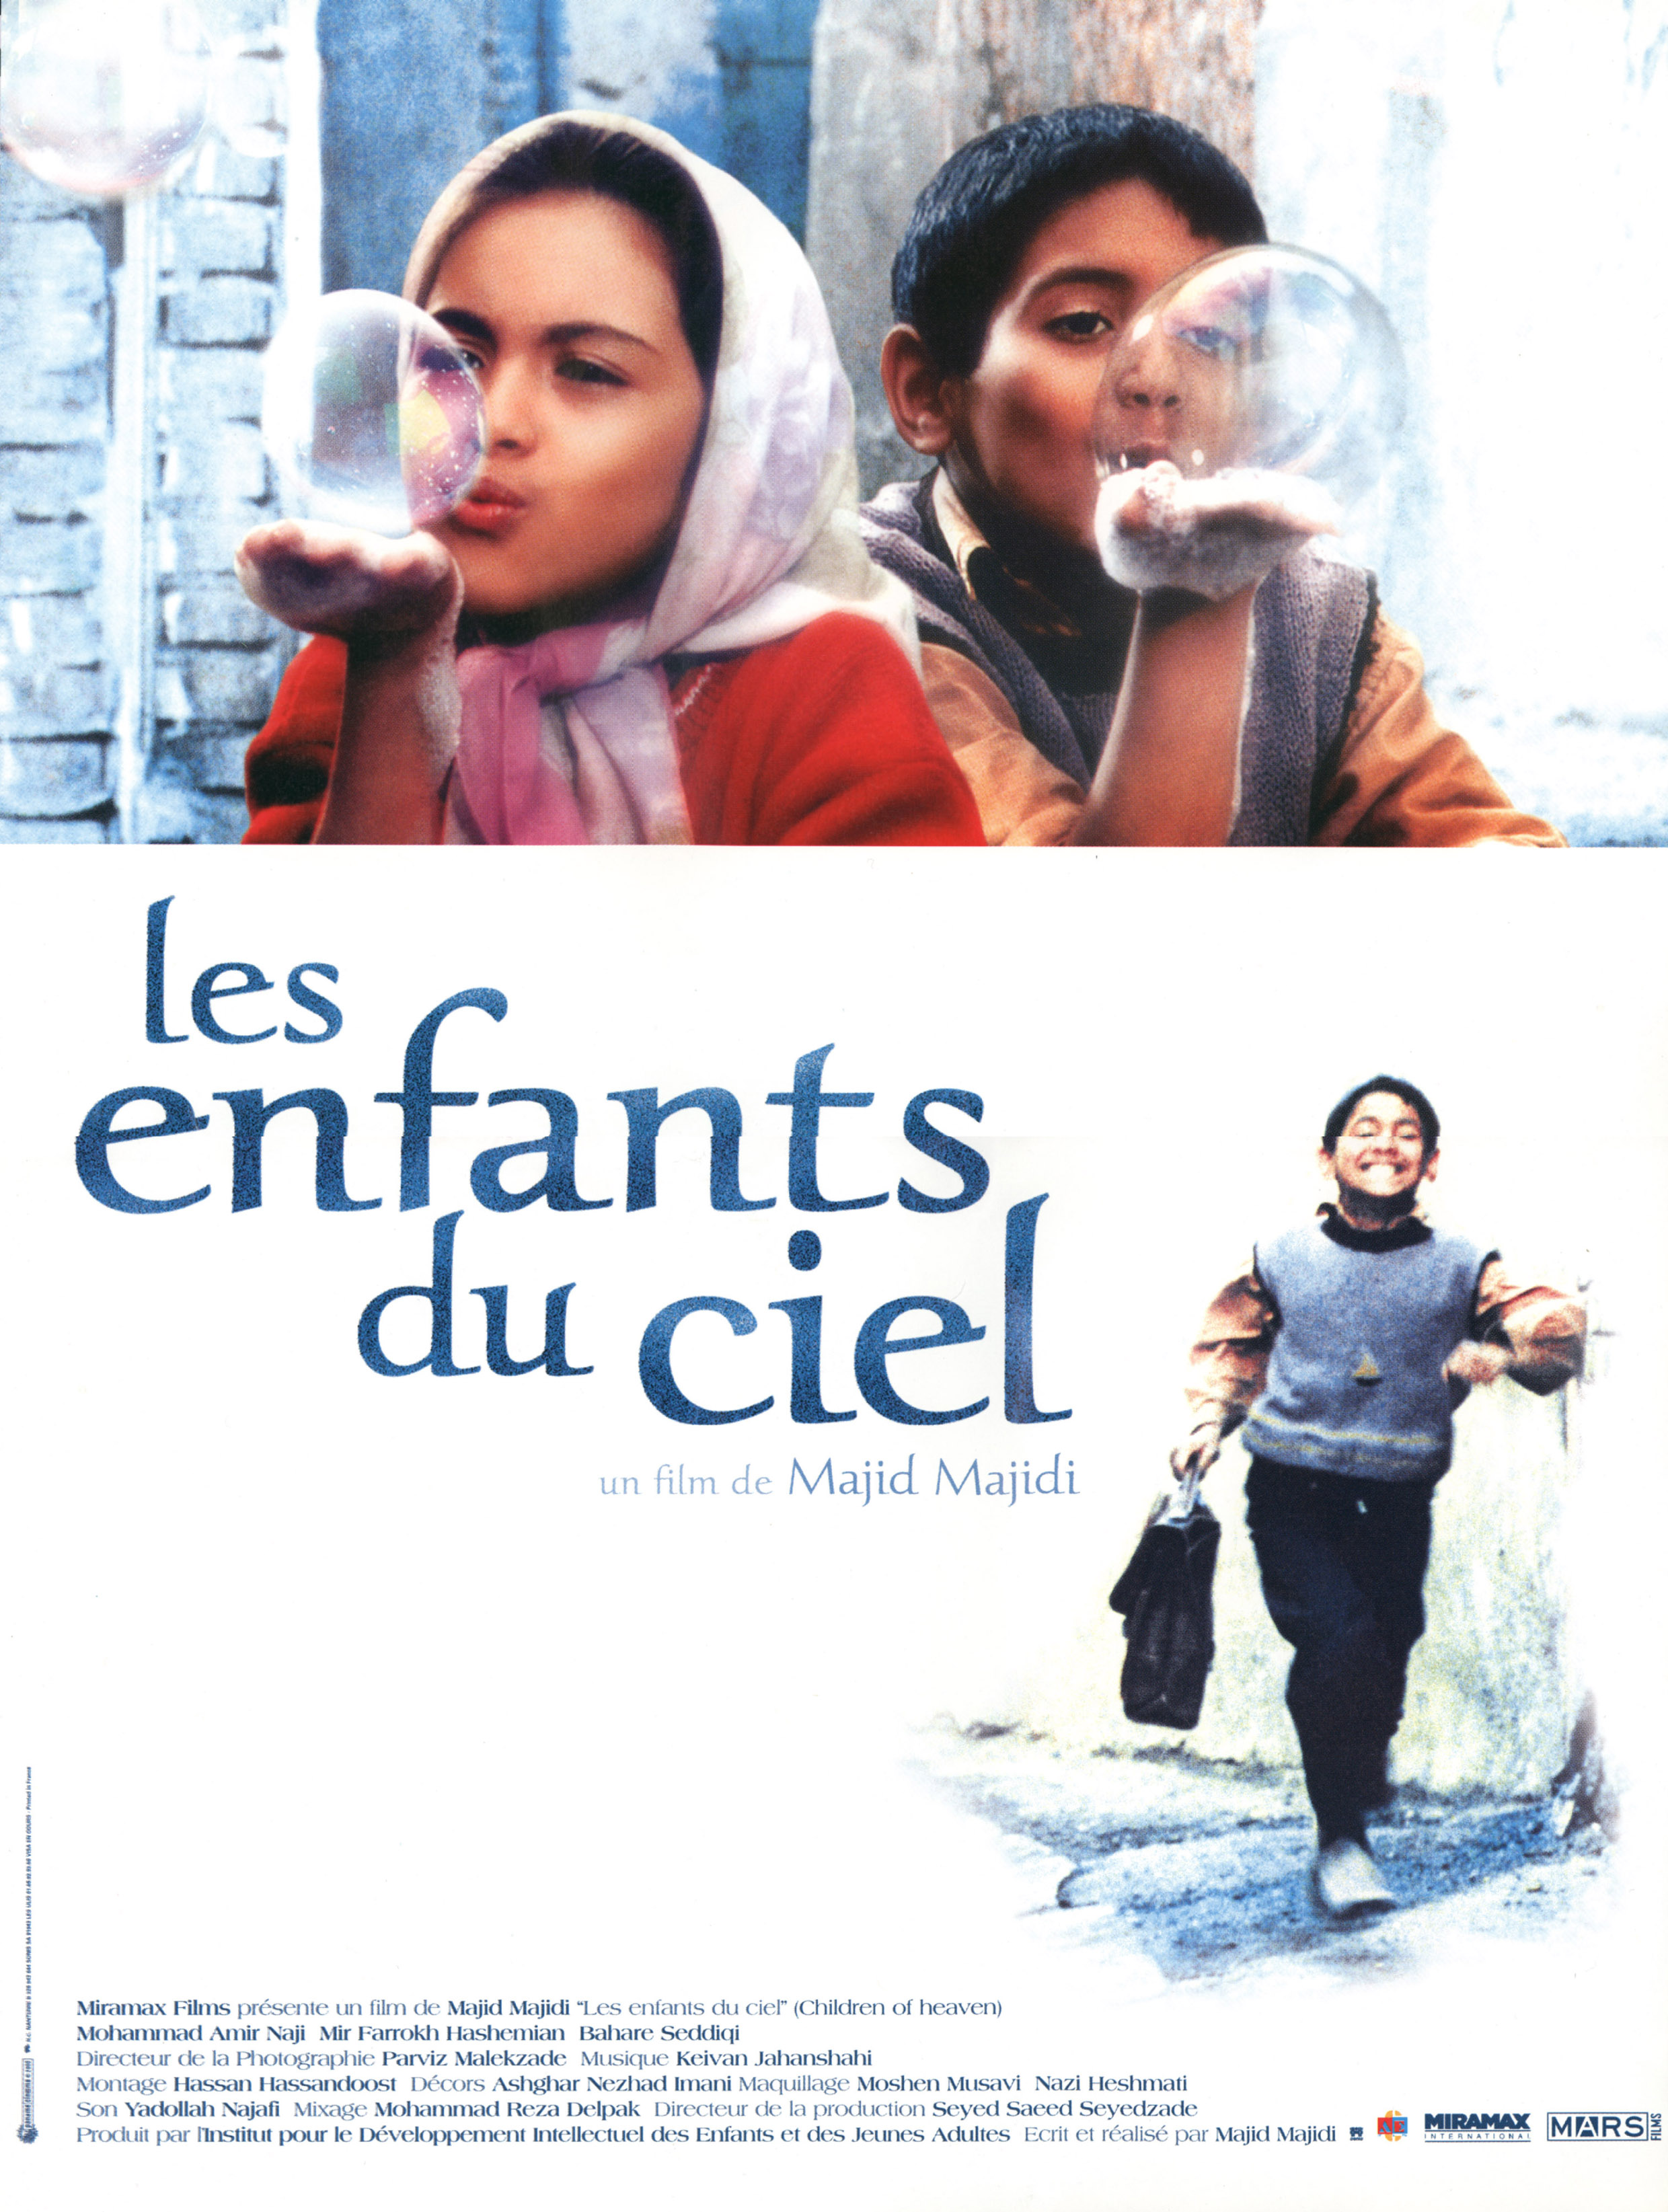 les
enfants
du ciel
un film de Majid Majidi
Miramax Films présente un film de Majid Majidi "Les enfants du ciel" (Children of heaven)
Mohammad Amir Naji Mir Farrokh Hashemian Bahare Seddiqi
Directeur de la Photographie Parviz Malekzade Musique Keivan Jahanshahi
Montage Hassan Hassandoost Décors Ashghar Nezhad Imani Maquillage Moshen Musavi Nazi Heshmati
Son Yadollah Najafi Mixage Mohammad Reza Delpak Directeur de la production Seyed Saeed Seyedzade
Produit par l'Institut pour le Développement Intellectuel des Enfants et des Jeunes Adultes Ecrit et réalisé par Majid Majidi
MIRAMAX
INTERNATIONAL
MARS
FILMS